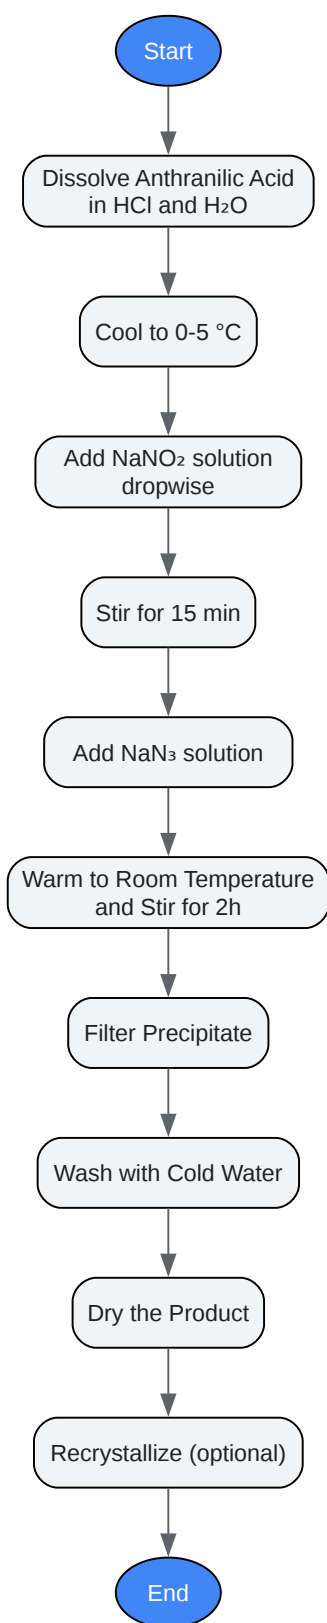 Start
Dissolve Anthranilic Acid
in HCl and H₂O
Cool to 0-5 °C
Add NaNO₂ solution
dropwise
Stir for 15 min
Add NaN₃ solution
Warm to Room Temperature
and Stir for 2h
Filter Precipitate
Wash with Cold Water
Dry the Product
Recrystallize (optional)
End